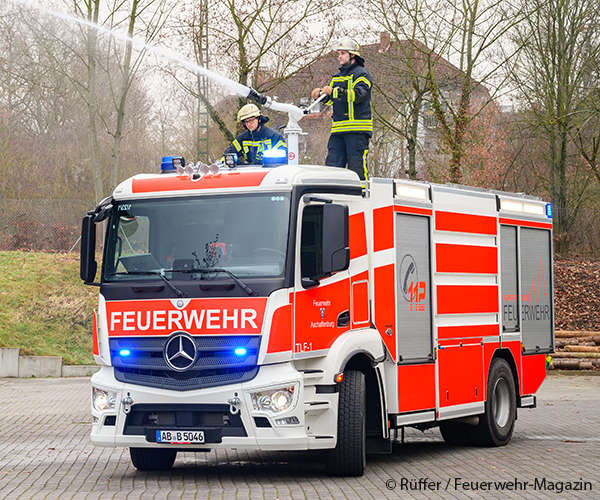 FEUERWEHR
Feuerwehr
Aschaffenburg
TLF-1
AB 5046
112
FEUERWEHR
© Rüffer / Feuerwehr-Magazin